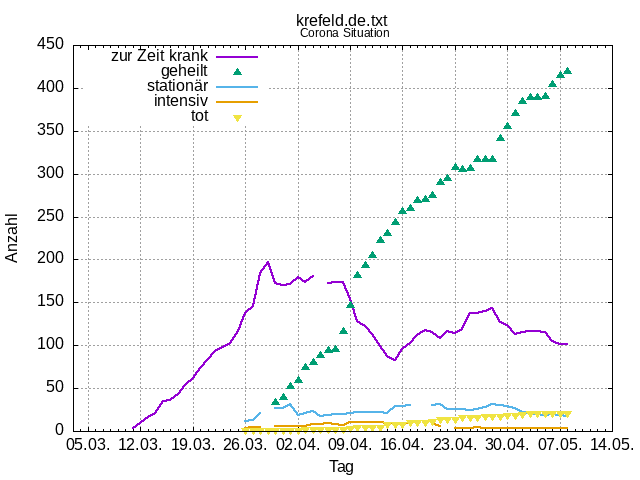 krefeld.de.txt
Corona Situation
450
400
350
300
250
200
150
100
50
0
Anzahl
zur Zeit krank
geheilt
stationär
intensiv
tot
05.03. 12.03. 19.03. 26.03. 02.04. 09.04. 16.04. 23.04. 30.04. 07.05. 14.05.
Tag